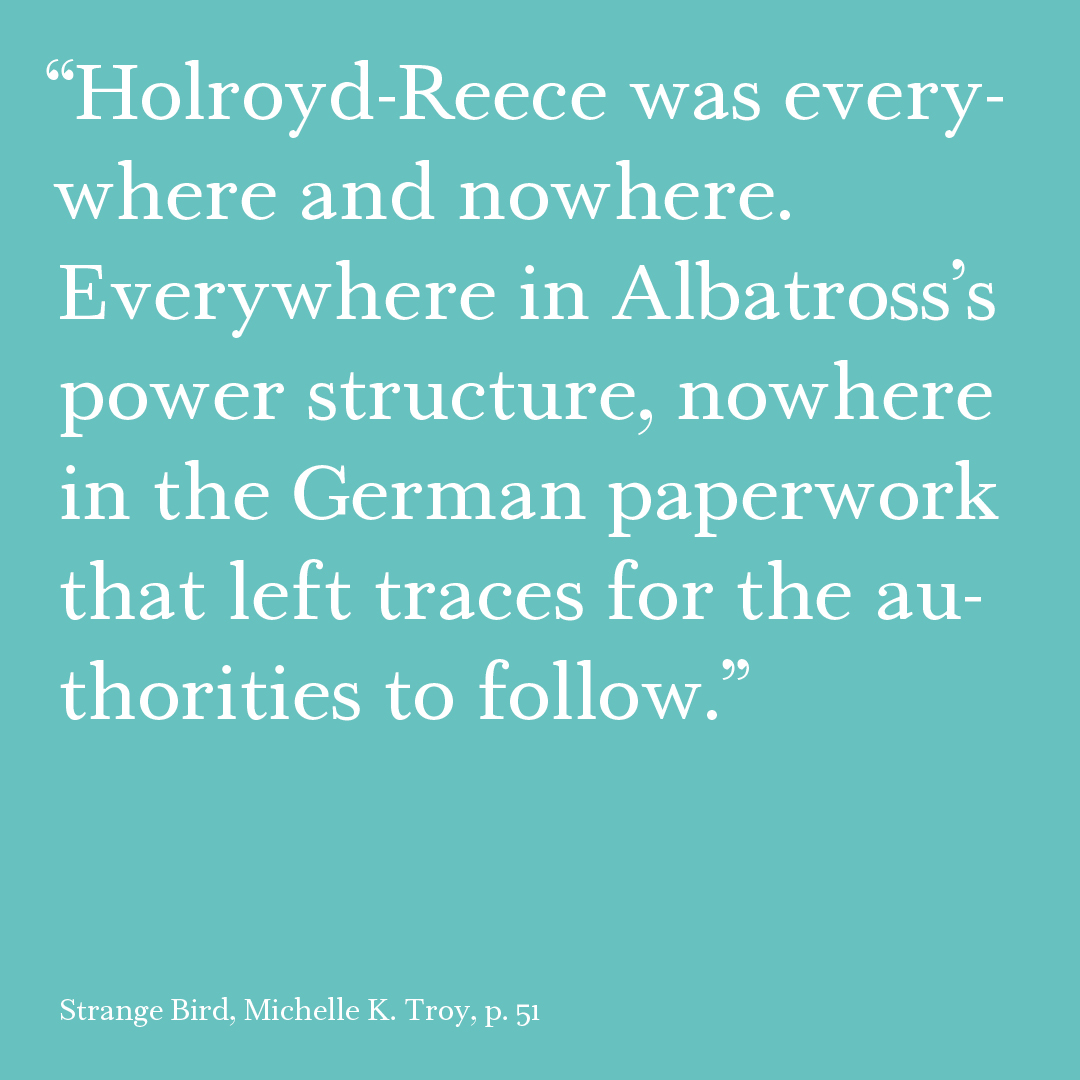 “Holroyd-Reece was every-
where and nowhere.
Everywhere in Albatross’s
power structure, nowhere
in the German paperwork
that left traces for the au-
thorities to follow.”
Strange Bird, Michelle K. Troy, p. 51